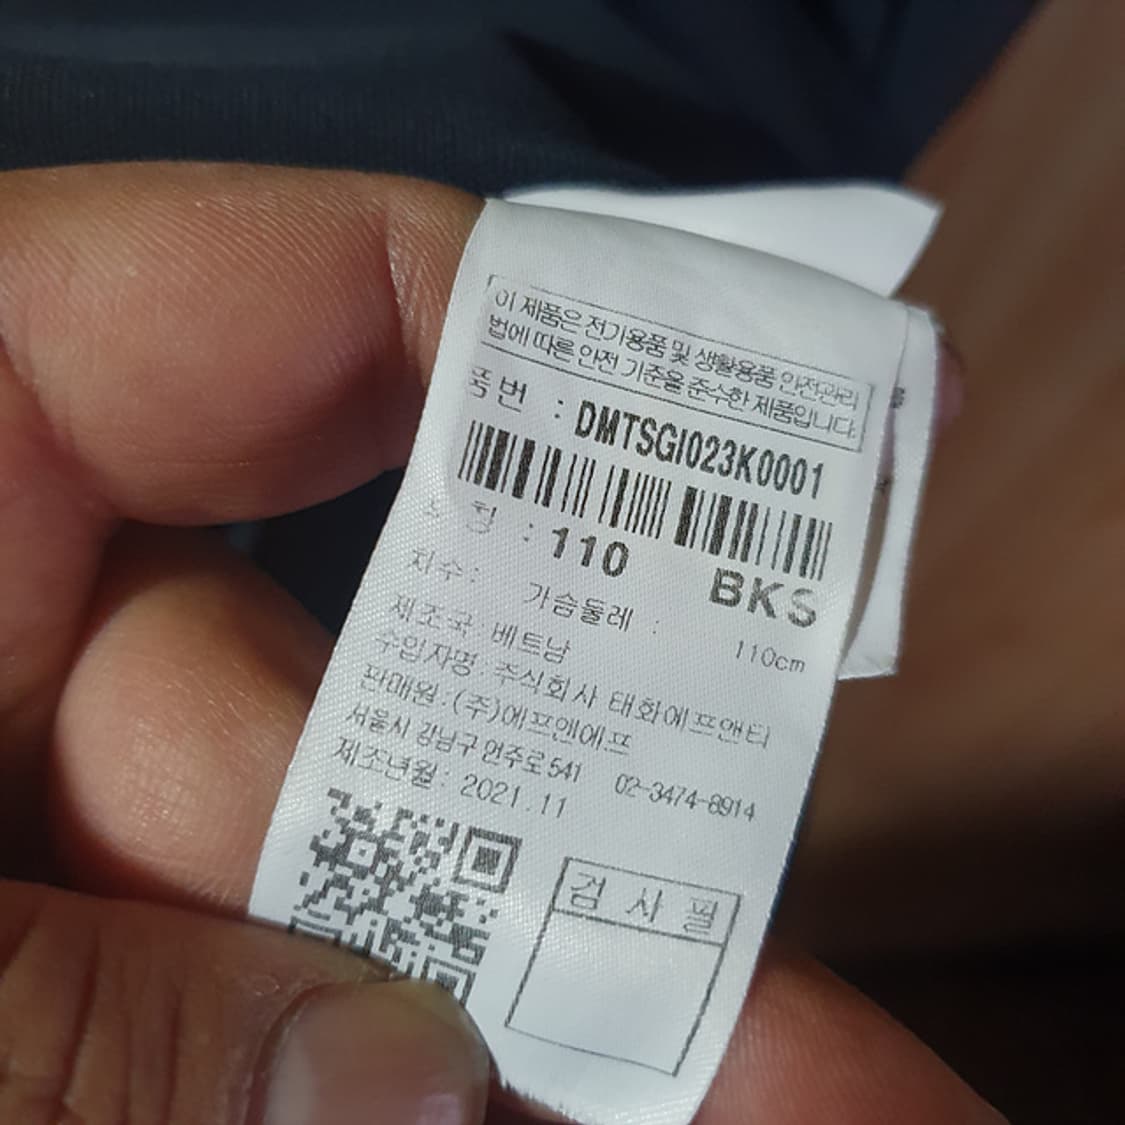 이 제품은 전기용품 및 생활용품 안전관리
법에 따른 안전 기준을 준수한 제품입니다.
품번 : DMTSGI023K0001
칭 : 110 BKS
치수: 가슴둘레 : 110cm
제조국: 베트남
수입자명: 주식회사 태화에프앤티
판매원:(주)에프앤에프
서울시 강남구 언주로541 02-3474-8914
제조년월: 2021.11
검 사 필